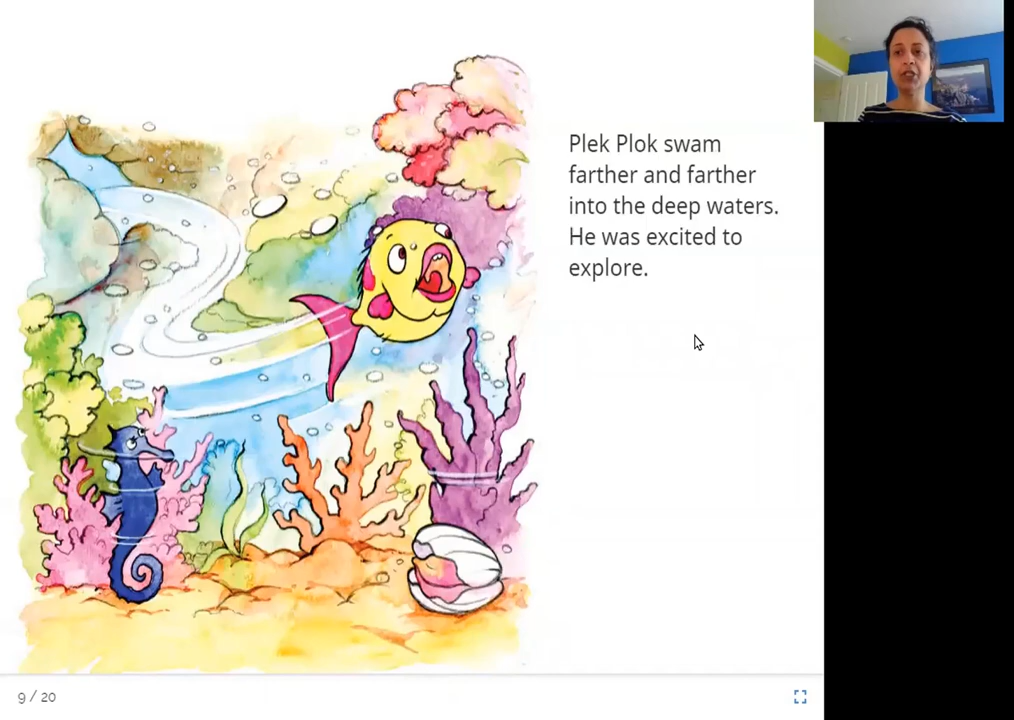 Plek Plok swam
farther and farther
into the deep waters.
He was excited to
explore.
9 / 20